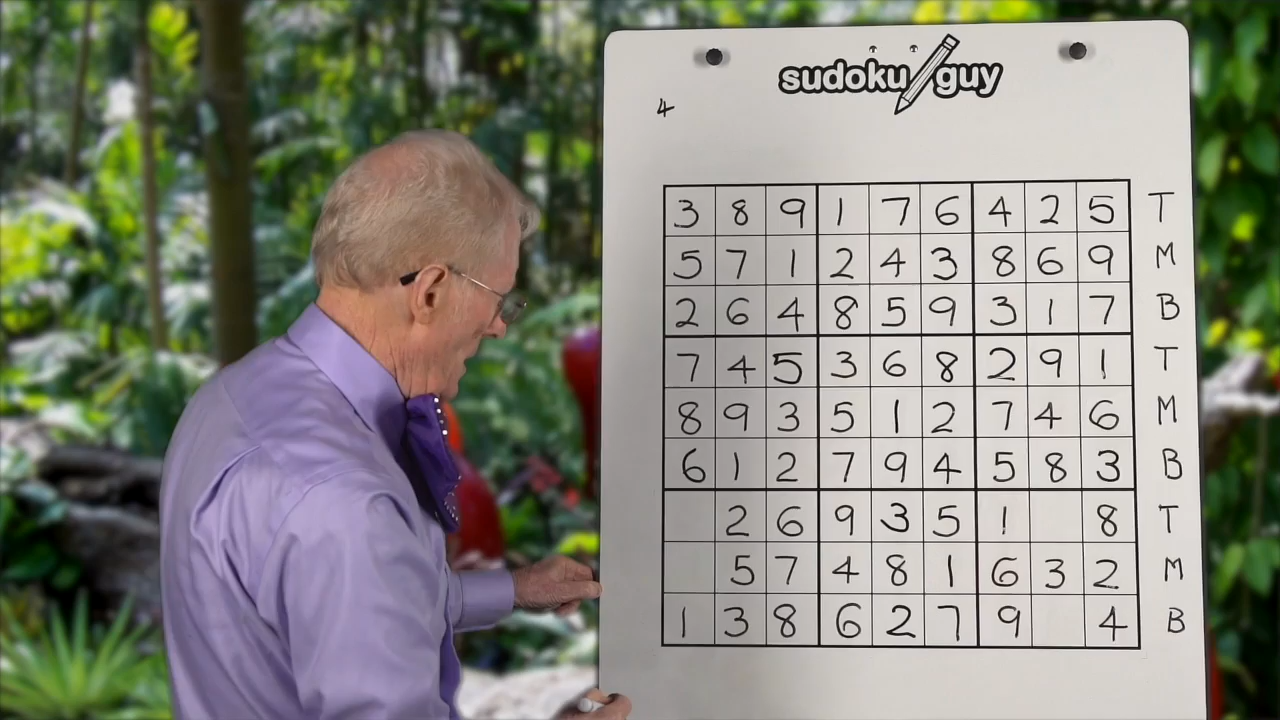 sudoku guy
4
3 8 9 1 7 6 4 2 5 T
5 7 1 2 4 3 8 6 9 M
2 6 4 8 5 9 3 1 7 B
7 4 5 3 6 8 2 9 1 T
8 9 3 5 1 2 7 4 6 M
6 1 2 7 9 4 5 8 3 B
2 6 9 3 5 1 8 T
5 7 4 8 1 6 3 2 M
1 3 8 6 2 7 9 4 B